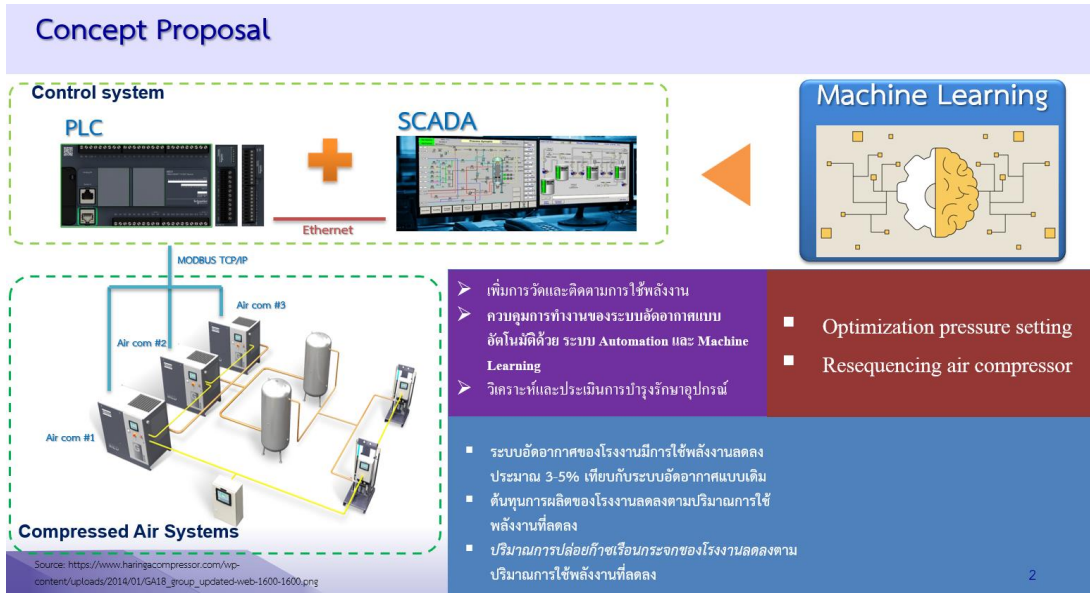 Concept Proposal
Control system
PLC
SCADA
Ethernet
Machine Learning
MODBUS TCP/IP
Air com #3
Air com #2
Air com #1
Compressed Air Systems
Source: https://www.haringacompressor.com/wp-
content/uploads/2014/01/GA18_group_updated-web-1600-1600.png
➢ เพิ่มการวัดและติดตามการใช้พลังงาน
➢ ควบคุมการทำงานของระบบอัดอากาศแบบ
อัตโนมัติด้วย ระบบ Automation และ Machine
Learning
➢ วิเคราะห์และประเมินการบำรุงรักษาอุปกรณ์
▪ Optimization pressure setting
▪ Resequencing air compressor
▪ ระบบอัดอากาศของโรงงานมีการใช้พลังงานลดลง
ประมาณ 3-5% เทียบกับระบบอัดอากาศแบบเดิม
▪ ต้นทุนการผลิตของโรงงานลดลงตามปริมาณการใช้
พลังงานที่ลดลง
▪ ปริมาณการปล่อยก๊าซเรือนกระจกของโรงงานลดลงตาม
ปริมาณการใช้พลังงานที่ลดลง
2